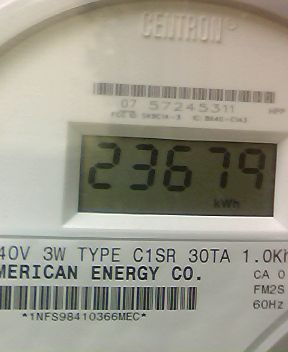 CENTRON®
07 57245311
23679
kWh
40V 3W TYPE C1SR 30TA 1.0Kh
MERICAN ENERGY CO.
CA 0
FM2S
60Hz
*1NFS98410366MEC*